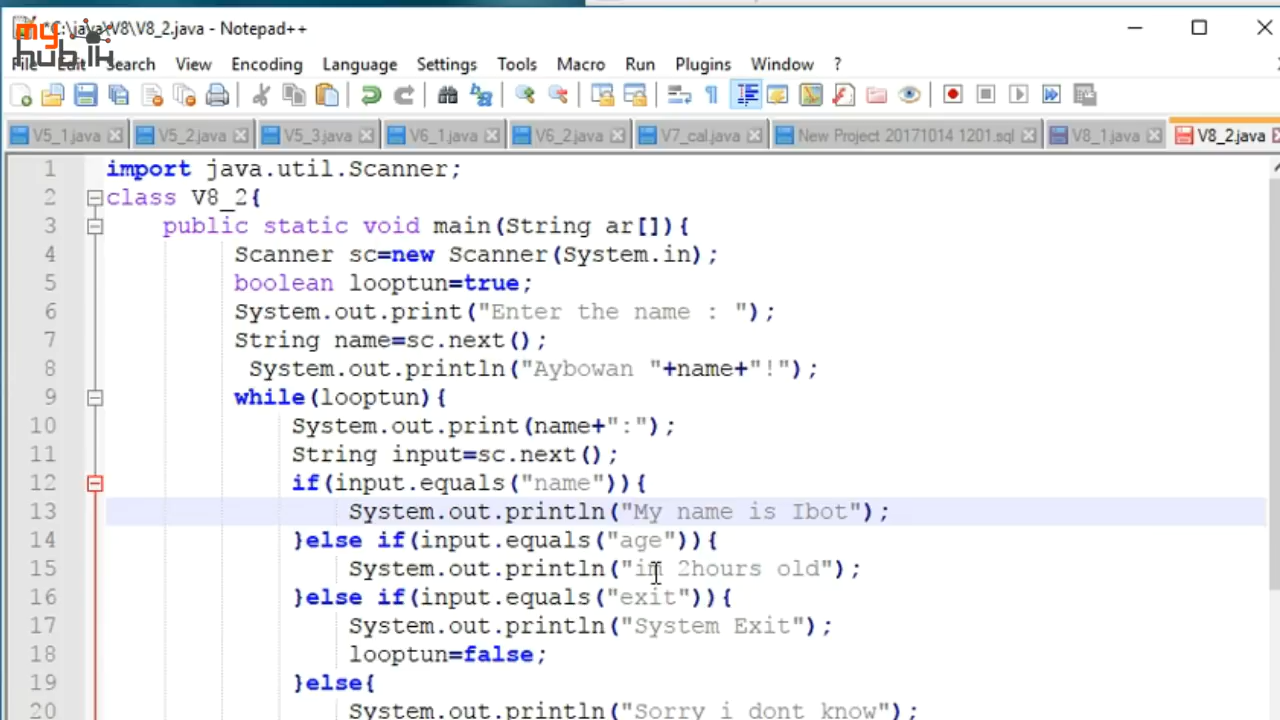 *C:\java\V8\V8_2.java - Notepad++
my
hub.lk
File Edit Search View Encoding Language Settings Tools Macro Run Plugins Window ?
V5_1.java V5_2.java V5_3.java V6_1.java V6_2.java V7_cal.java New Project 20171014 1201.sql V8_1.java V8_2.java
1 import java.util.Scanner;
2 class V8_2{
3 public static void main(String ar[]){
4 Scanner sc=new Scanner(System.in);
5 boolean looptun=true;
6 System.out.print("Enter the name : ");
7 String name=sc.next();
8 System.out.println("Aybowan "+name+"!");
9 while(looptun){
10 System.out.print(name+":");
11 String input=sc.next();
12 if(input.equals("name")){
13 System.out.println("My name is Ibot");
14 }else if(input.equals("age")){
15 System.out.println("im 2hours old");
16 }else if(input.equals("exit")){
17 System.out.println("System Exit");
18 looptun=false;
19 }else{
20 System.out.println("Sorry i dont know");